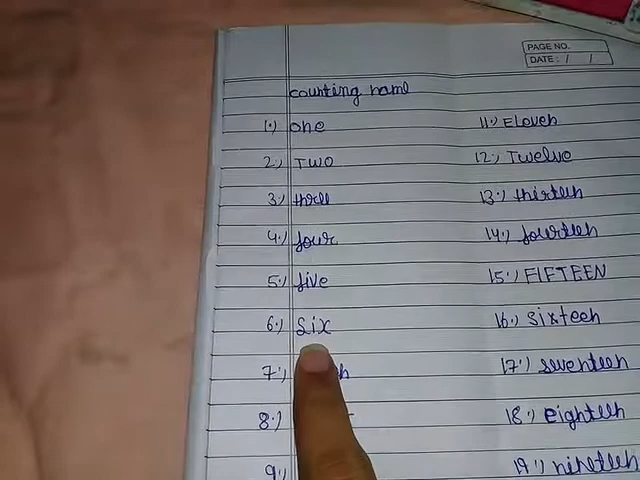 PAGE NO.
DATE: / /
counting name
1.) one
2.) TWO
3.) three
4.) four
5.) five
6.) Six
7.)
8.)
9.)
11.) Eleven
12.) Twelve
13.) thirteen
14.) fourteen
15.) FIFTEEN
16.) Sixteen
17.) seventeen
18.) eighteen
19.) nineteen